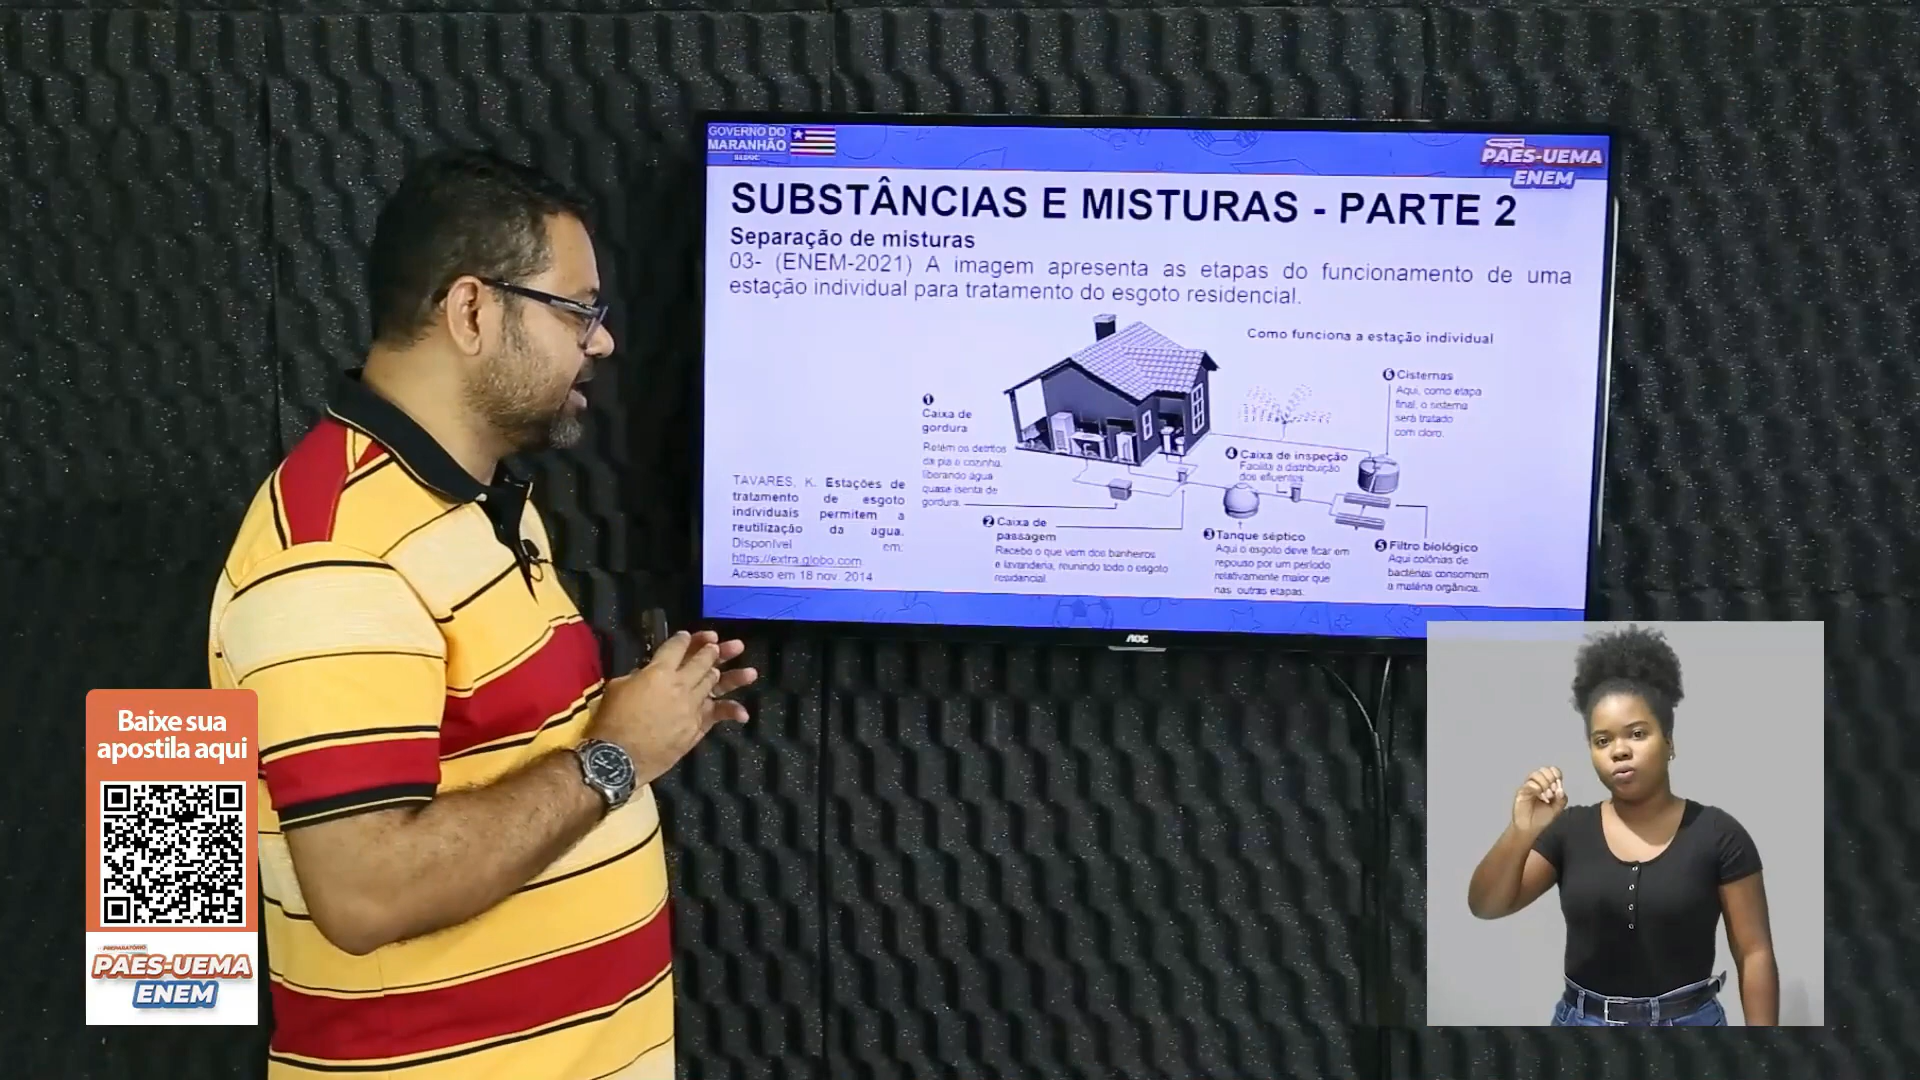 GOVERNO DO
MARANHÃO
SEDUC
PAES-UEMA
ENEM
SUBSTÂNCIAS E MISTURAS - PARTE 2
Separação de misturas
03- (ENEM-2021) A imagem apresenta as etapas do funcionamento de uma
estação individual para tratamento do esgoto residencial.
Como funciona a estação individual
6 Cisternas
Aqui, como etapa
final, o sistema
será tratado
com cloro.
1
Caixa de
gordura
Retém os detritos
da pia e cozinha,
liberando água
quase isenta de
gordura.
4 Caixa de inspeção
Facilita a distribuição
dos efluentes
TAVARES, K. Estações de
tratamento de esgoto
individuais permitem a
reutilização da agua.
Disponível em:
https://extra.globo.com.
Acesso em 18 nov. 2014
2 Caixa de
passagem
Recebe o que vem dos banheiros
e lavanderia, reunindo todo o esgoto
residencial.
3 Tanque séptico
Aqui o esgoto deve ficar em
repouso por um período
relativamente maior que
nas outras etapas.
5 Filtro biológico
Aqui colônias de
bactérias consomem
a matéria orgânica.
AOC
Baixe sua
apostila aqui
PREPARATÓRIO
PAES-UEMA
ENEM